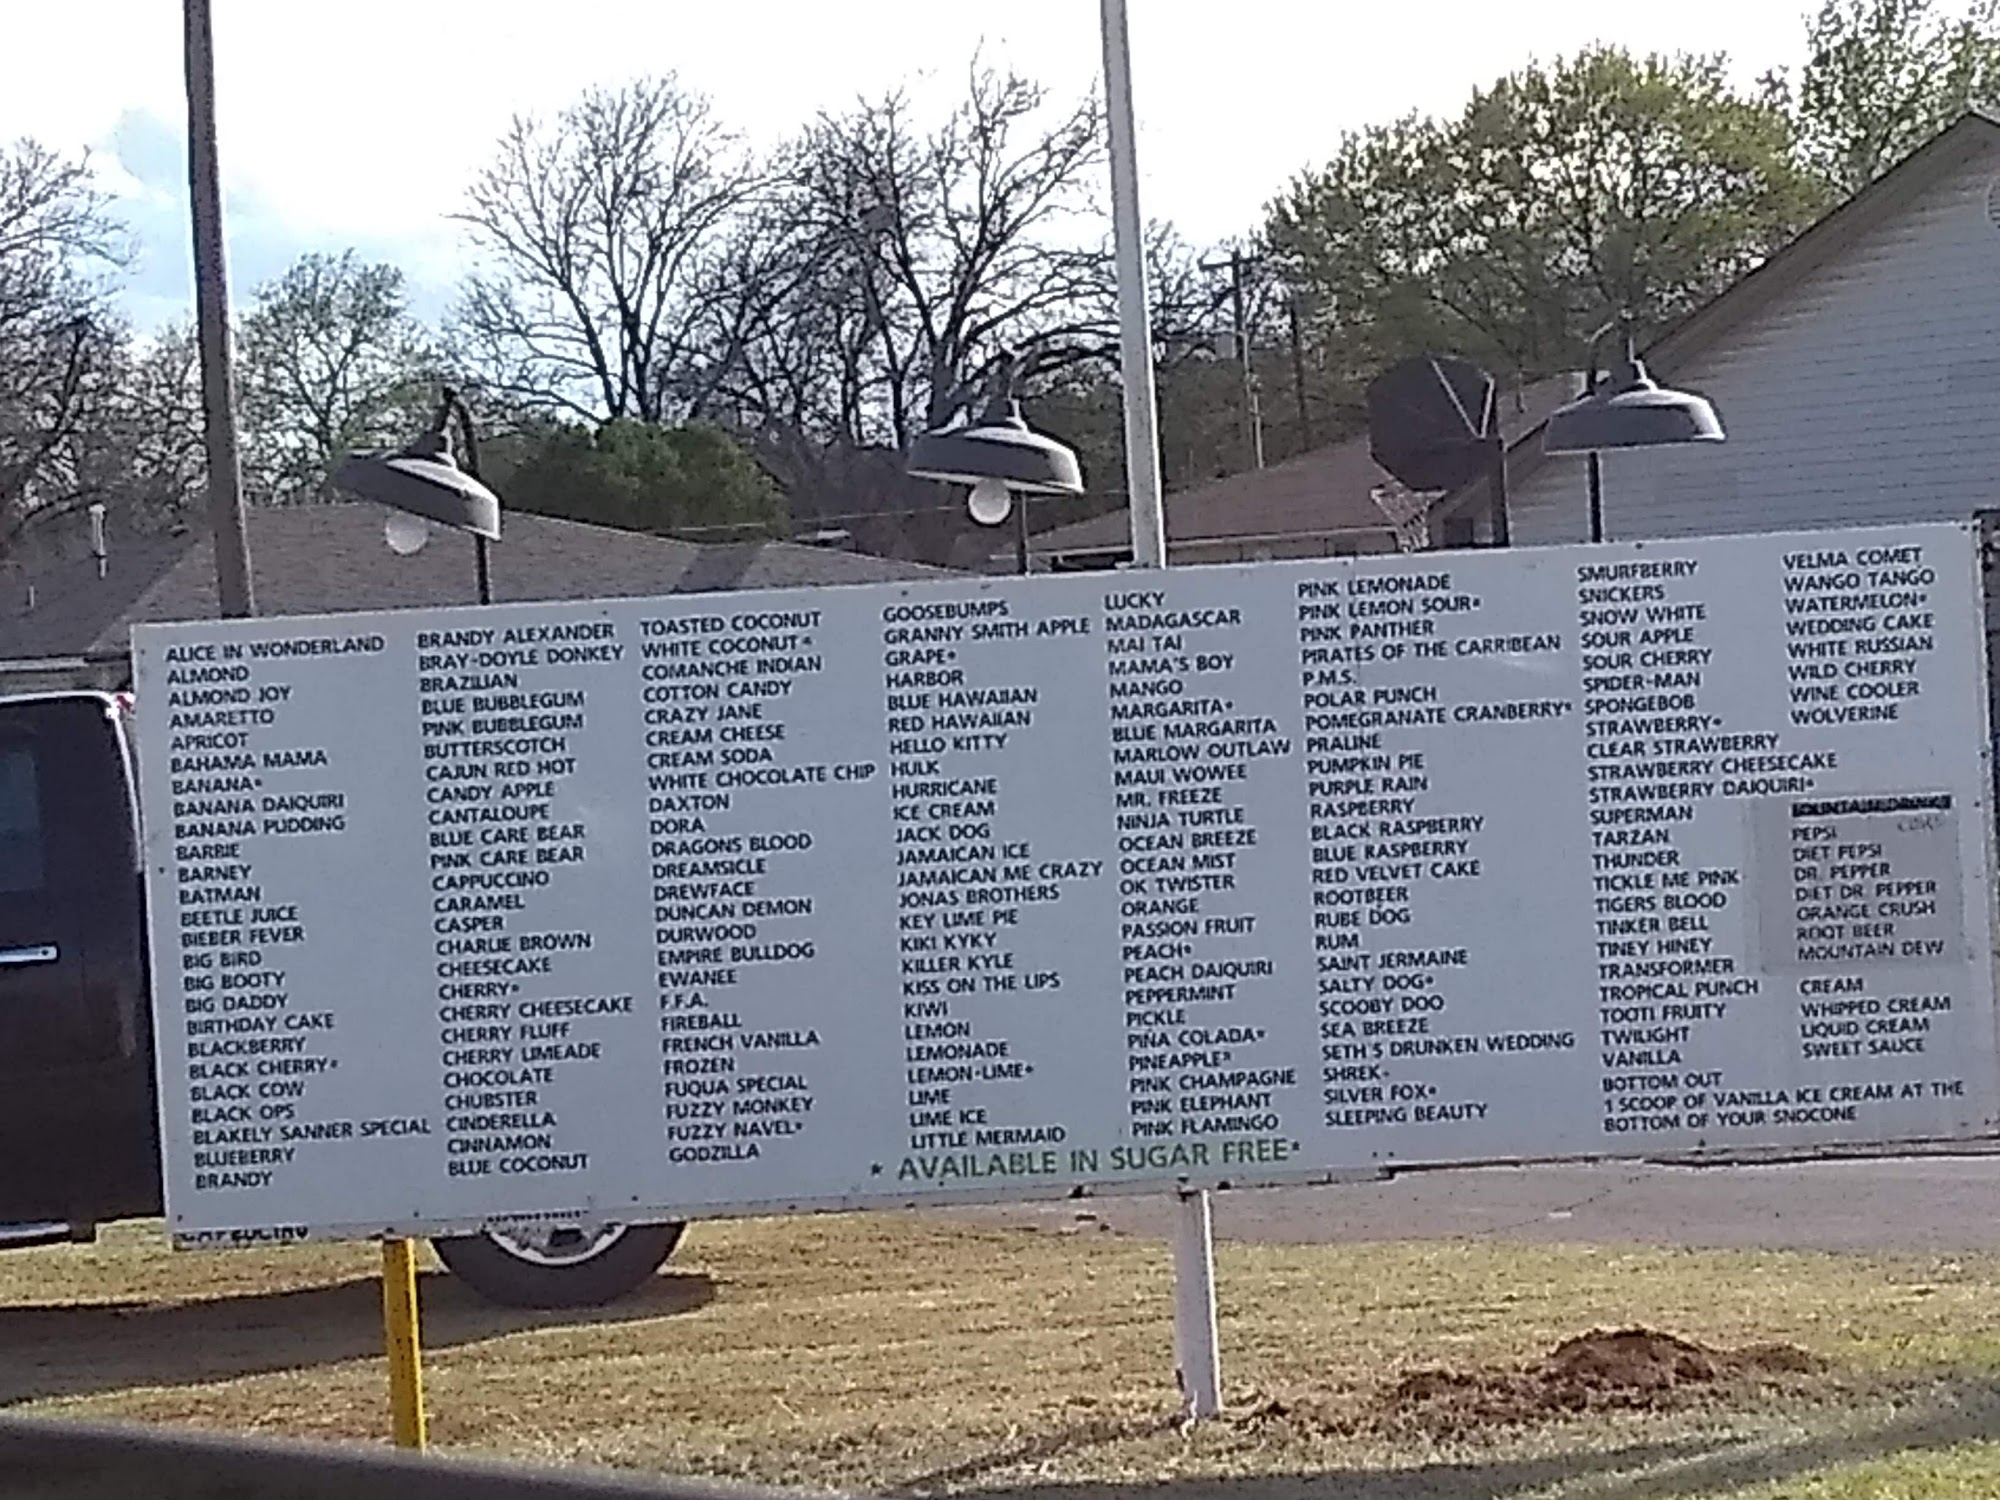 ALICE IN WONDERLAND
ALMOND
ALMOND JOY
AMARETTO
APRICOT
BAHAMA MAMA
BANANA*
BANANA DAIQUIRI
BANANA PUDDING
BARBIE
BARNEY
BATMAN
BEETLE JUICE
BIEBER FEVER
BIG BIRD
BIG BOOTY
BIG DADDY
BIRTHDAY CAKE
BLACKBERRY
BLACK CHERRY*
BLACK COW
BLACK OPS
BLAKELY SANNER SPECIAL
BLUEBERRY
BRANDY
BRANDY ALEXANDER
BRAY-DOYLE DONKEY
BRAZILIAN
BLUE BUBBLEGUM
PINK BUBBLEGUM
BUTTERSCOTCH
CAJUN RED HOT
CANDY APPLE
CANTALOUPE
BLUE CARE BEAR
PINK CARE BEAR
CAPPUCCINO
CARAMEL
CASPER
CHARLIE BROWN
CHEESECAKE
CHERRY*
CHERRY CHEESECAKE
CHERRY FLUFF
CHERRY LIMEADE
CHOCOLATE
CHUBSTER
CINDERELLA
CINNAMON
BLUE COCONUT
TOASTED COCONUT
WHITE COCONUT*
COMANCHE INDIAN
COTTON CANDY
CRAZY JANE
CREAM CHEESE
CREAM SODA
WHITE CHOCOLATE CHIP
DAXTON
DORA
DRAGONS BLOOD
DREAMSICLE
DREWFACE
DUNCAN DEMON
DURWOOD
EMPIRE BULLDOG
EWANEE
F.F.A.
FIREBALL
FRENCH VANILLA
FROZEN
FUQUA SPECIAL
FUZZY MONKEY
FUZZY NAVEL*
GODZILLA
GOOSEBUMPS
GRANNY SMITH APPLE
GRAPE*
HARBOR
BLUE HAWAIIAN
RED HAWAIIAN
HELLO KITTY
HULK
HURRICANE
ICE CREAM
JACK DOG
JAMAICAN ICE
JAMAICAN ME CRAZY
JONAS BROTHERS
KEY LIME PIE
KIKI KYKY
KILLER KYLE
KISS ON THE LIPS
KIWI
LEMON
LEMONADE
LEMON-LIME*
LIME
LIME ICE
LITTLE MERMAID
LUCKY
MADAGASCAR
MAI TAI
MAMA'S BOY
MANGO
MARGARITA*
BLUE MARGARITA
MARLOW OUTLAW
MAUI WOWEE
MR. FREEZE
NINJA TURTLE
OCEAN BREEZE
OCEAN MIST
OK TWISTER
ORANGE
PASSION FRUIT
PEACH*
PEACH DAIQUIRI
PEPPERMINT
PICKLE
PIÑA COLADA*
PINEAPPLE*
PINK CHAMPAGNE
PINK ELEPHANT
PINK FLAMINGO
PINK LEMONADE
PINK LEMON SOUR*
PINK PANTHER
PIRATES OF THE CARRIBEAN
P.M.S.
POLAR PUNCH
POMEGRANATE CRANBERRY*
PRALINE
PUMPKIN PIE
PURPLE RAIN
RASPBERRY
BLACK RASPBERRY
BLUE RASPBERRY
RED VELVET CAKE
ROOTBEER
RUBE DOG
RUM
SAINT JERMAINE
SALTY DOG*
SCOOBY DOO
SEA BREEZE
SETH'S DRUNKEN WEDDING
SHREK*
SILVER FOX*
SLEEPING BEAUTY
SMURFBERRY
SNICKERS
SNOW WHITE
SOUR APPLE
SOUR CHERRY
SPIDER-MAN
SPONGEBOB
STRAWBERRY*
CLEAR STRAWBERRY
STRAWBERRY CHEESECAKE
STRAWBERRY DAIQUIRI*
SUPERMAN
TARZAN
THUNDER
TICKLE ME PINK
TIGERS BLOOD
TINKER BELL
TINEY HINEY
TRANSFORMER
TROPICAL PUNCH
TOOTI FRUITY
TWILIGHT
VANILLA
BOTTOM OUT
1 SCOOP OF VANILLA ICE CREAM AT THE
BOTTOM OF YOUR SNOCONE
VELMA COMET
WANGO TANGO
WATERMELON*
WEDDING CAKE
WHITE RUSSIAN
WILD CHERRY
WINE COOLER
WOLVERINE
FOUNTAIN DRINKS
PEPSI
DIET PEPSI
DR. PEPPER
DIET DR. PEPPER
ORANGE CRUSH
ROOT BEER
MOUNTAIN DEW
CREAM
WHIPPED CREAM
LIQUID CREAM
SWEET SAUCE
* AVAILABLE IN SUGAR FREE*